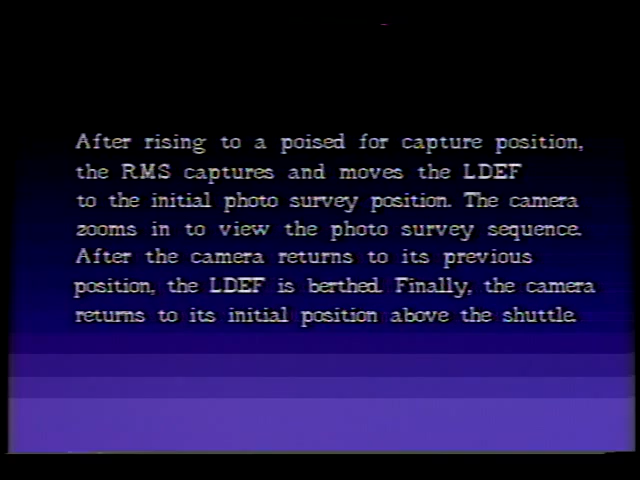 After rising to a poised for capture position,
the RMS captures and moves the LDEF
to the initial photo survey position. The camera
zooms in to view the photo survey sequence.
After the camera returns to its previous
position, the LDEF is berthed. Finally, the camera
returns to its initial position above the shuttle.